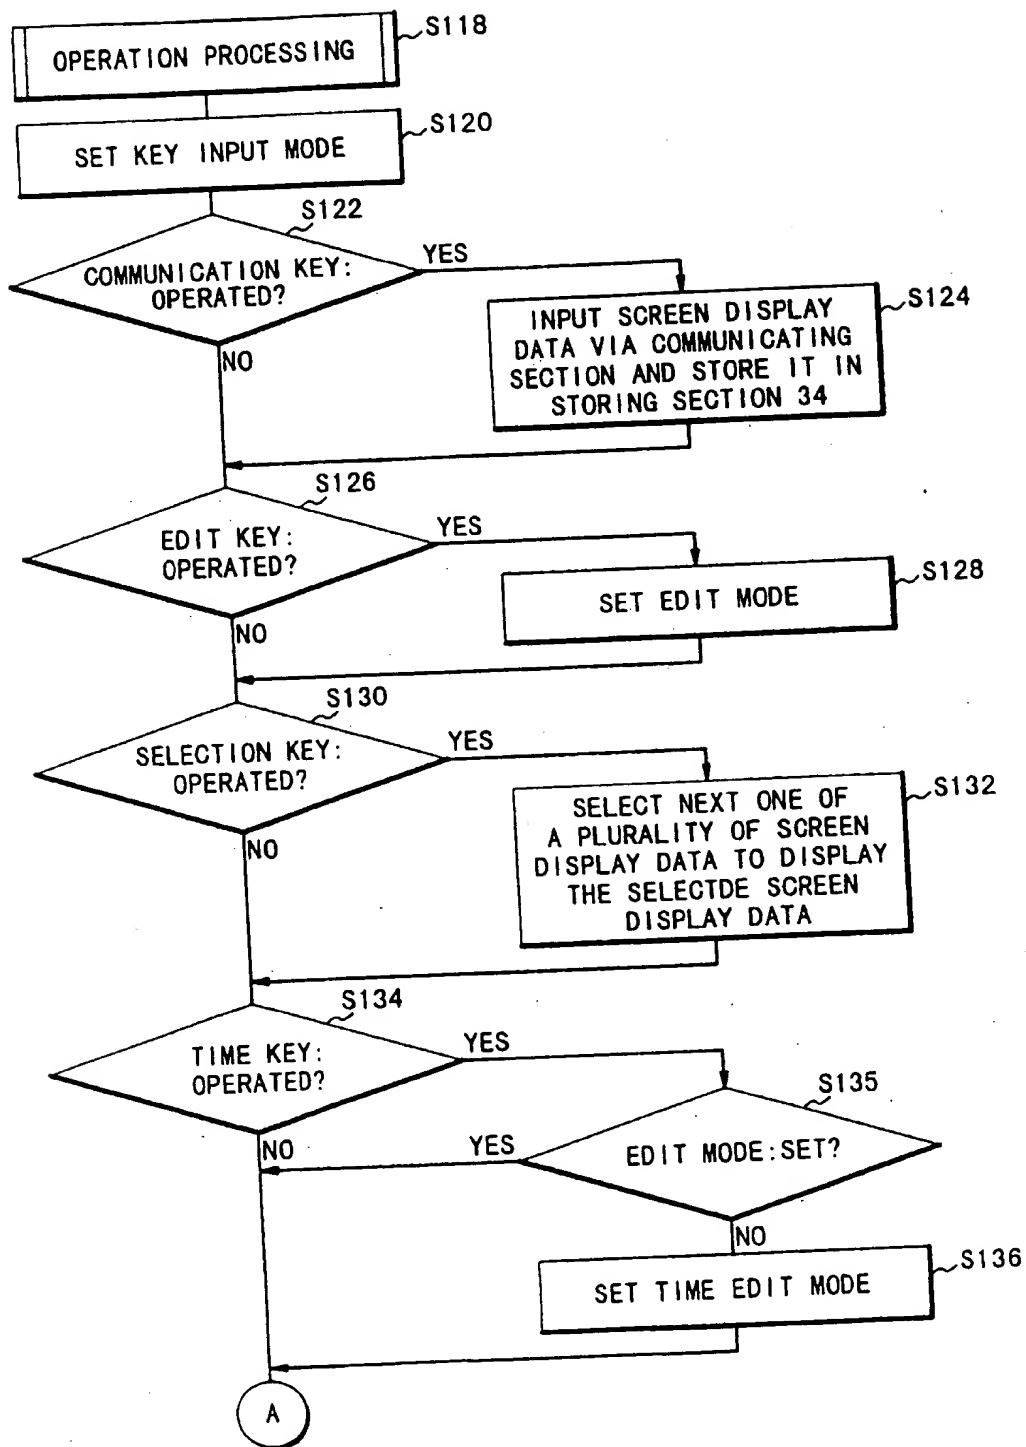 OPERATION PROCESSING
S118
SET KEY INPUT MODE
S120
S122
COMMUNICATION KEY:
OPERATED?
YES
NO
S124
INPUT SCREEN DISPLAY
DATA VIA COMMUNICATING
SECTION AND STORE IT IN
STORING SECTION 34
S126
EDIT KEY:
OPERATED?
YES
NO
S128
SET EDIT MODE
S130
SELECTION KEY:
OPERATED?
YES
NO
S132
SELECT NEXT ONE OF
A PLURALITY OF SCREEN
DISPLAY DATA TO DISPLAY
THE SELECTDE SCREEN
DISPLAY DATA
S134
TIME KEY:
OPERATED?
YES
NO
S135
EDIT MODE:SET?
YES
NO
S136
SET TIME EDIT MODE
A